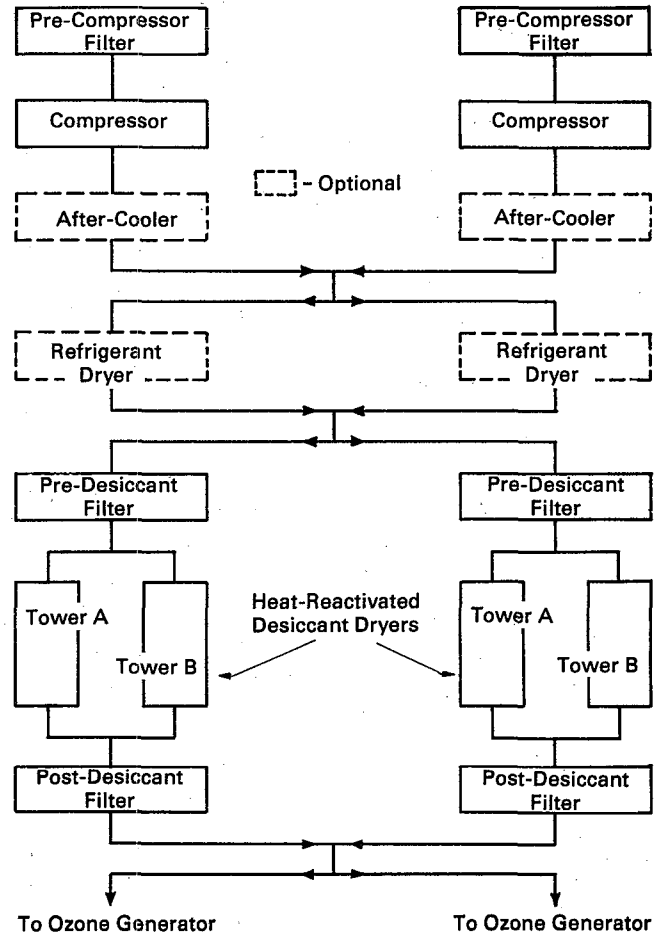 Pre-Compressor
Filter
Pre-Compressor
Filter
Compressor
Compressor
- Optional
After-Cooler
After-Cooler
Refrigerant
Dryer
Refrigerant
Dryer
Pre-Desiccant
Filter
Pre-Desiccant
Filter
Tower A
Tower B
Heat-Reactivated
Desiccant Dryers
Tower A
Tower B
Post-Desiccant
Filter
Post-Desiccant
Filter
To Ozone Generator
To Ozone Generator